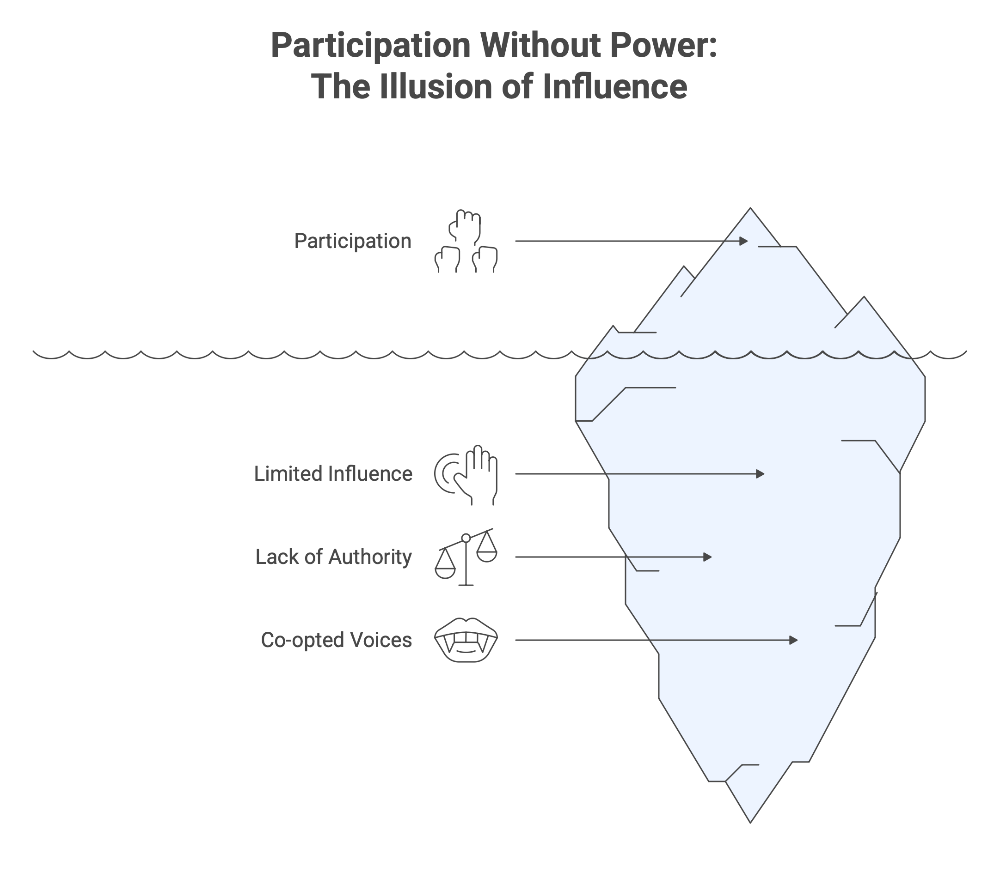 Participation Without Power:
The Illusion of Influence
Participation
Limited Influence
Lack of Authority
Co-opted Voices